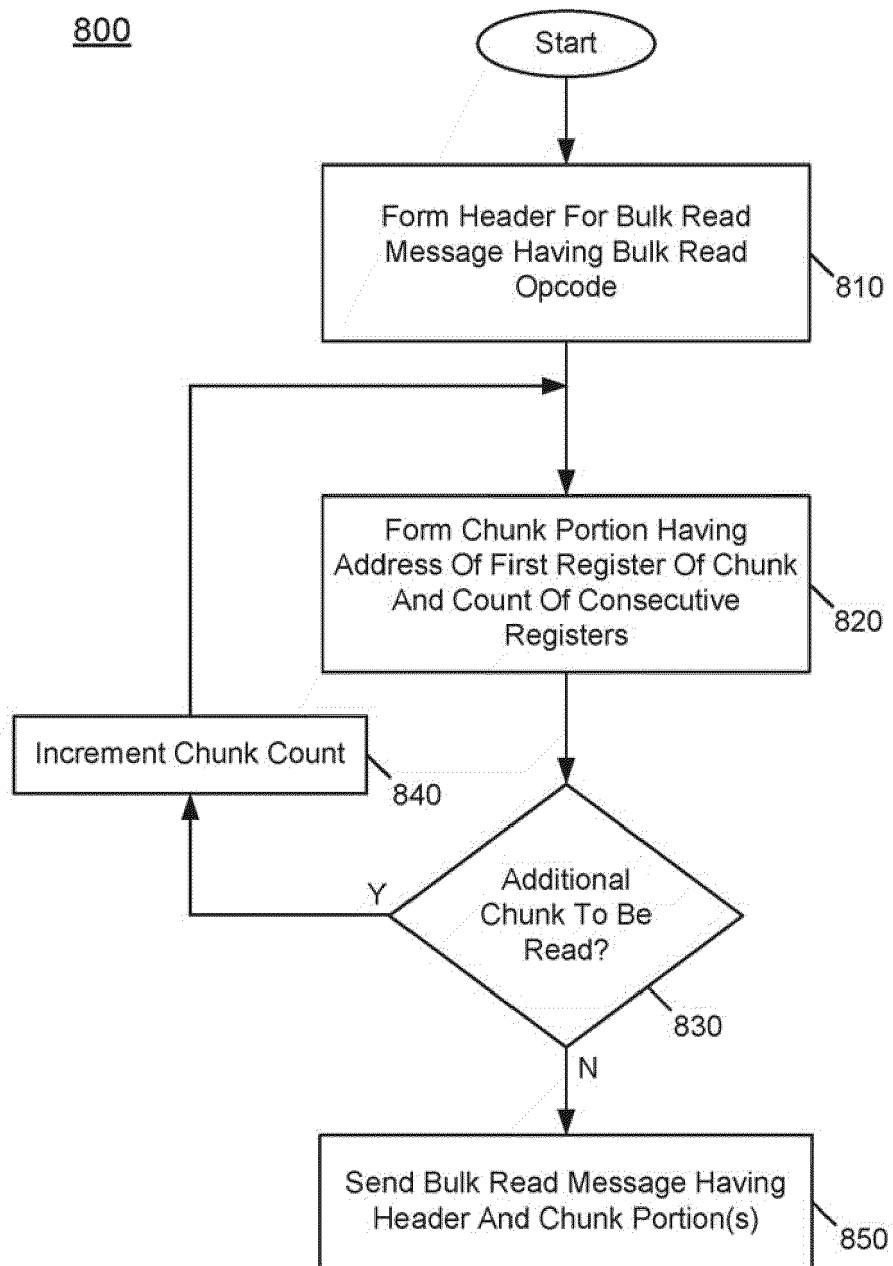 800
Start
Form Header For Bulk Read
Message Having Bulk Read
Opcode
810
Form Chunk Portion Having
Address Of First Register Of Chunk
And Count Of Consecutive
Registers
820
Increment Chunk Count
840
Additional
Chunk To Be
Read?
Y
830
N
Send Bulk Read Message Having
Header And Chunk Portion(s)
850